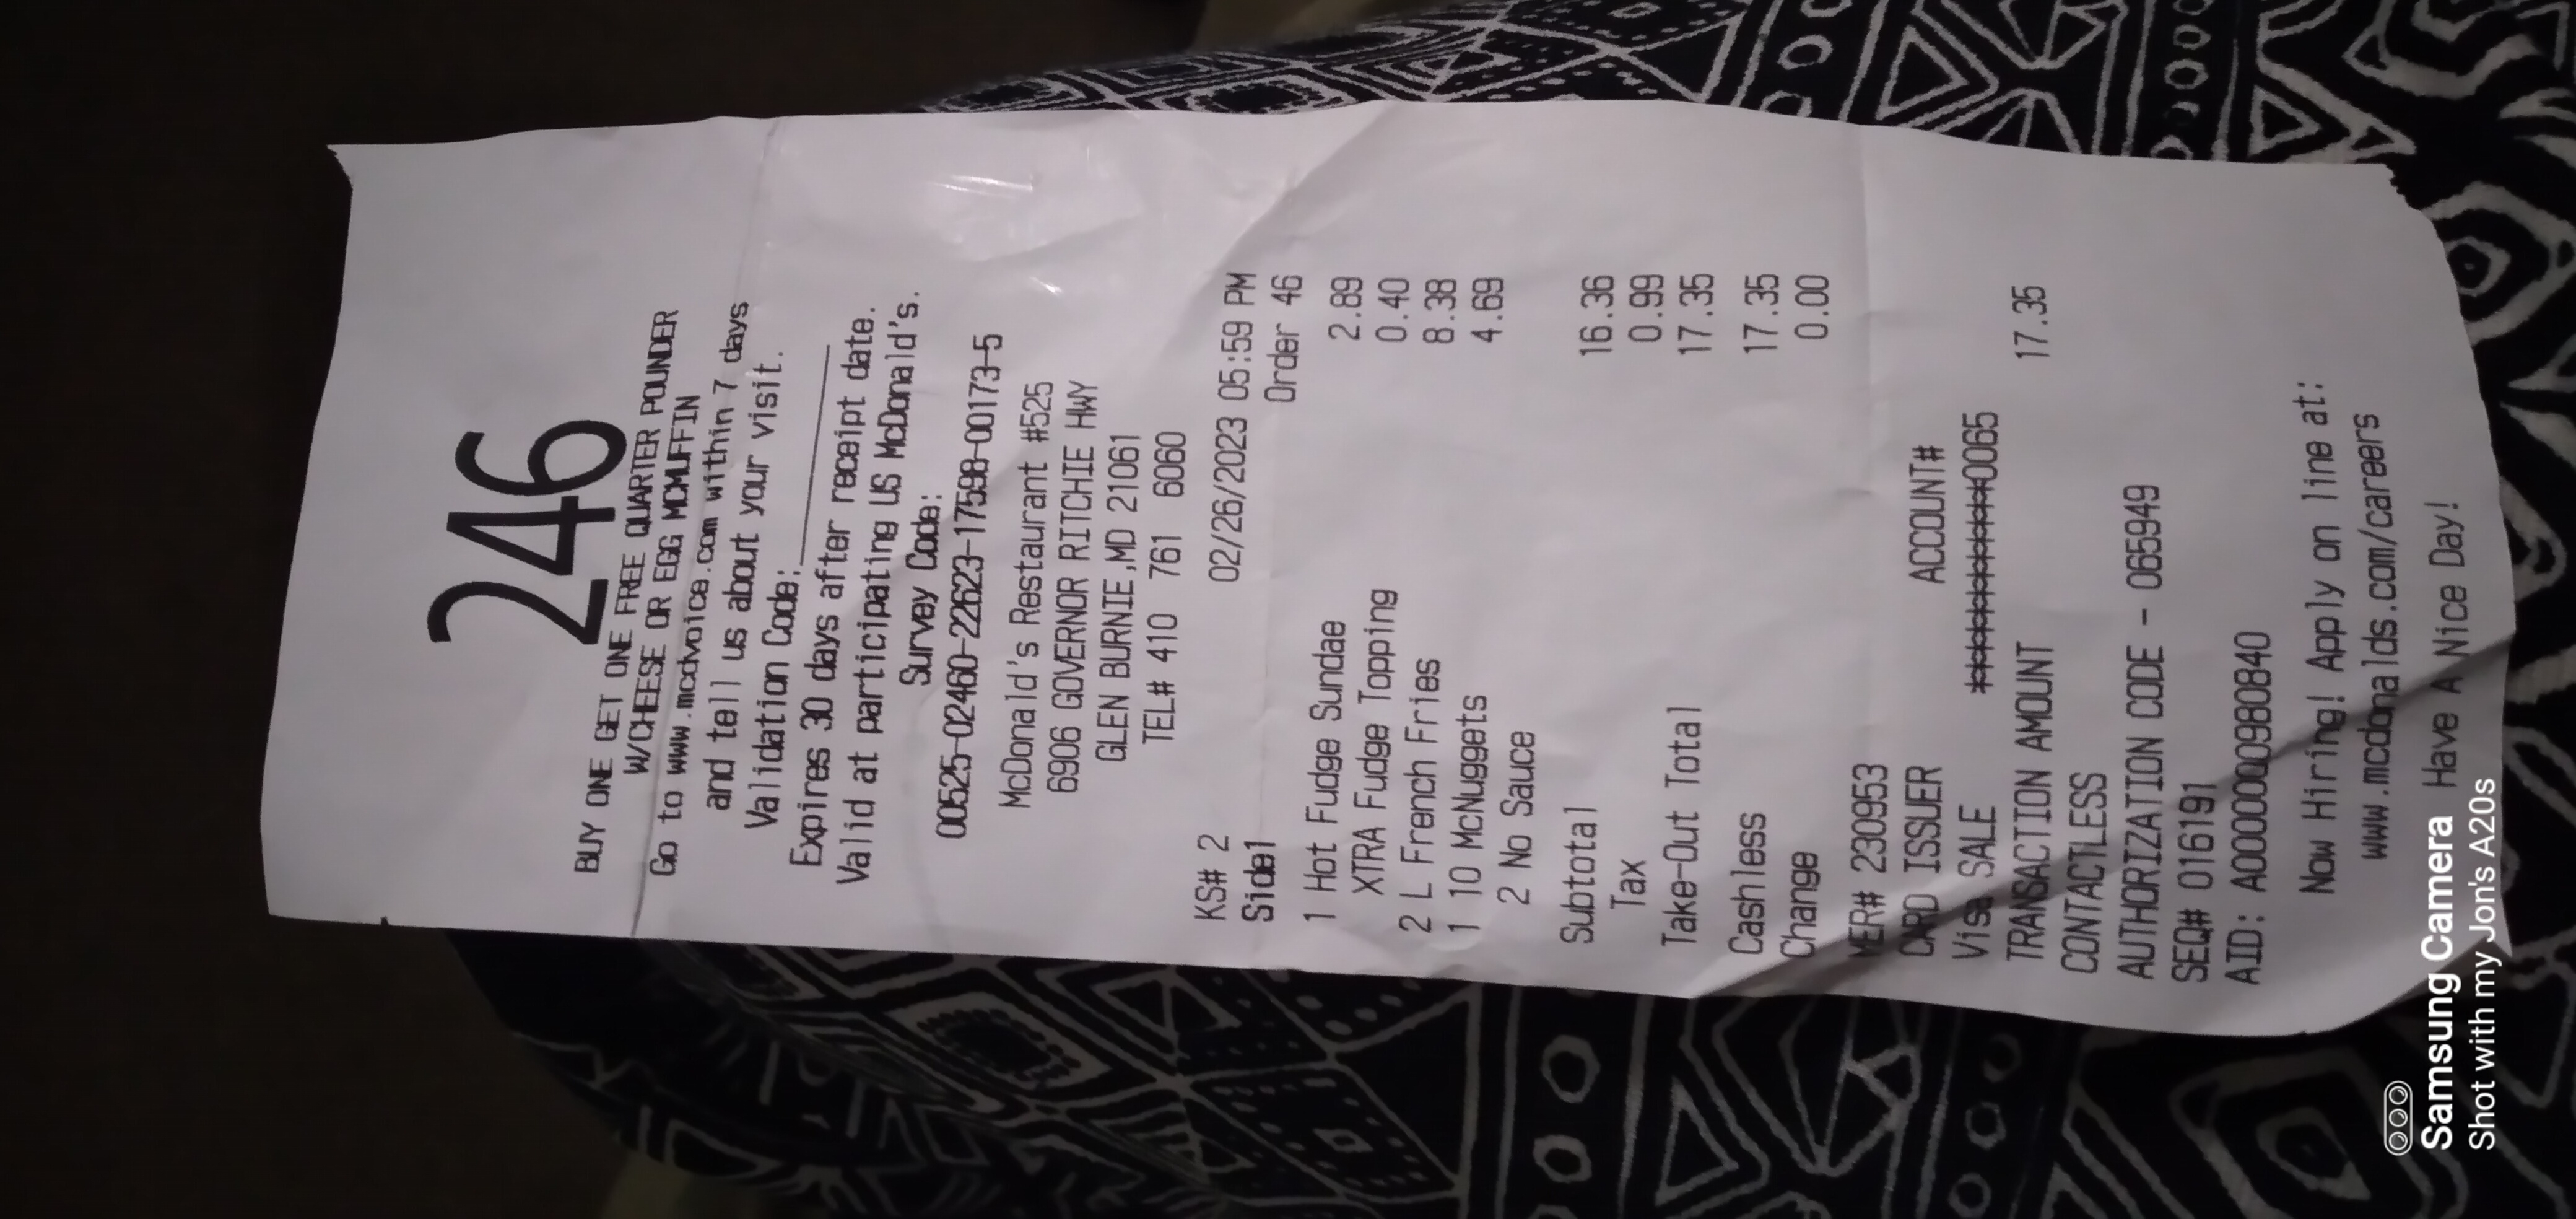 246
BUY ONE GET ONE FREE QUARTER POUNDER
W/CHEESE OR EGG MCMUFFIN
Go to www.mcdvoice.com within 7 days
and tell us about your visit.
Validation Code:__________
Expires 30 days after receipt date.
Valid at participating US McDonald's.
Survey Code:
00525-02460-22623-17598-00173-5
McDonald's Restaurant #525
6906 GOVERNOR RITCHIE HWY
GLEN BURNIE,MD 21061
TEL# 410 761 6060
KS# 2 02/26/2023 05:59 PM
Side1 Order 46
1 Hot Fudge Sundae 2.89
XTRA Fudge Topping 0.40
2 L French Fries 8.38
1 10 McNuggets 4.69
2 No Sauce
Subtotal 16.36
Tax 0.99
Take-Out Total 17.35
Cashless 17.35
Change 0.00
MER# 230953
CARD ISSUER ACCOUNT#
Visa SALE ************0065
TRANSACTION AMOUNT 17.35
CONTACTLESS
AUTHORIZATION CODE - 065949
SEQ# 016191
AID: A0000000980840
Now Hiring! Apply on line at:
www.mcdonalds.com/careers
Have A Nice Day!
Samsung Camera
Shot with my Jon's A20s